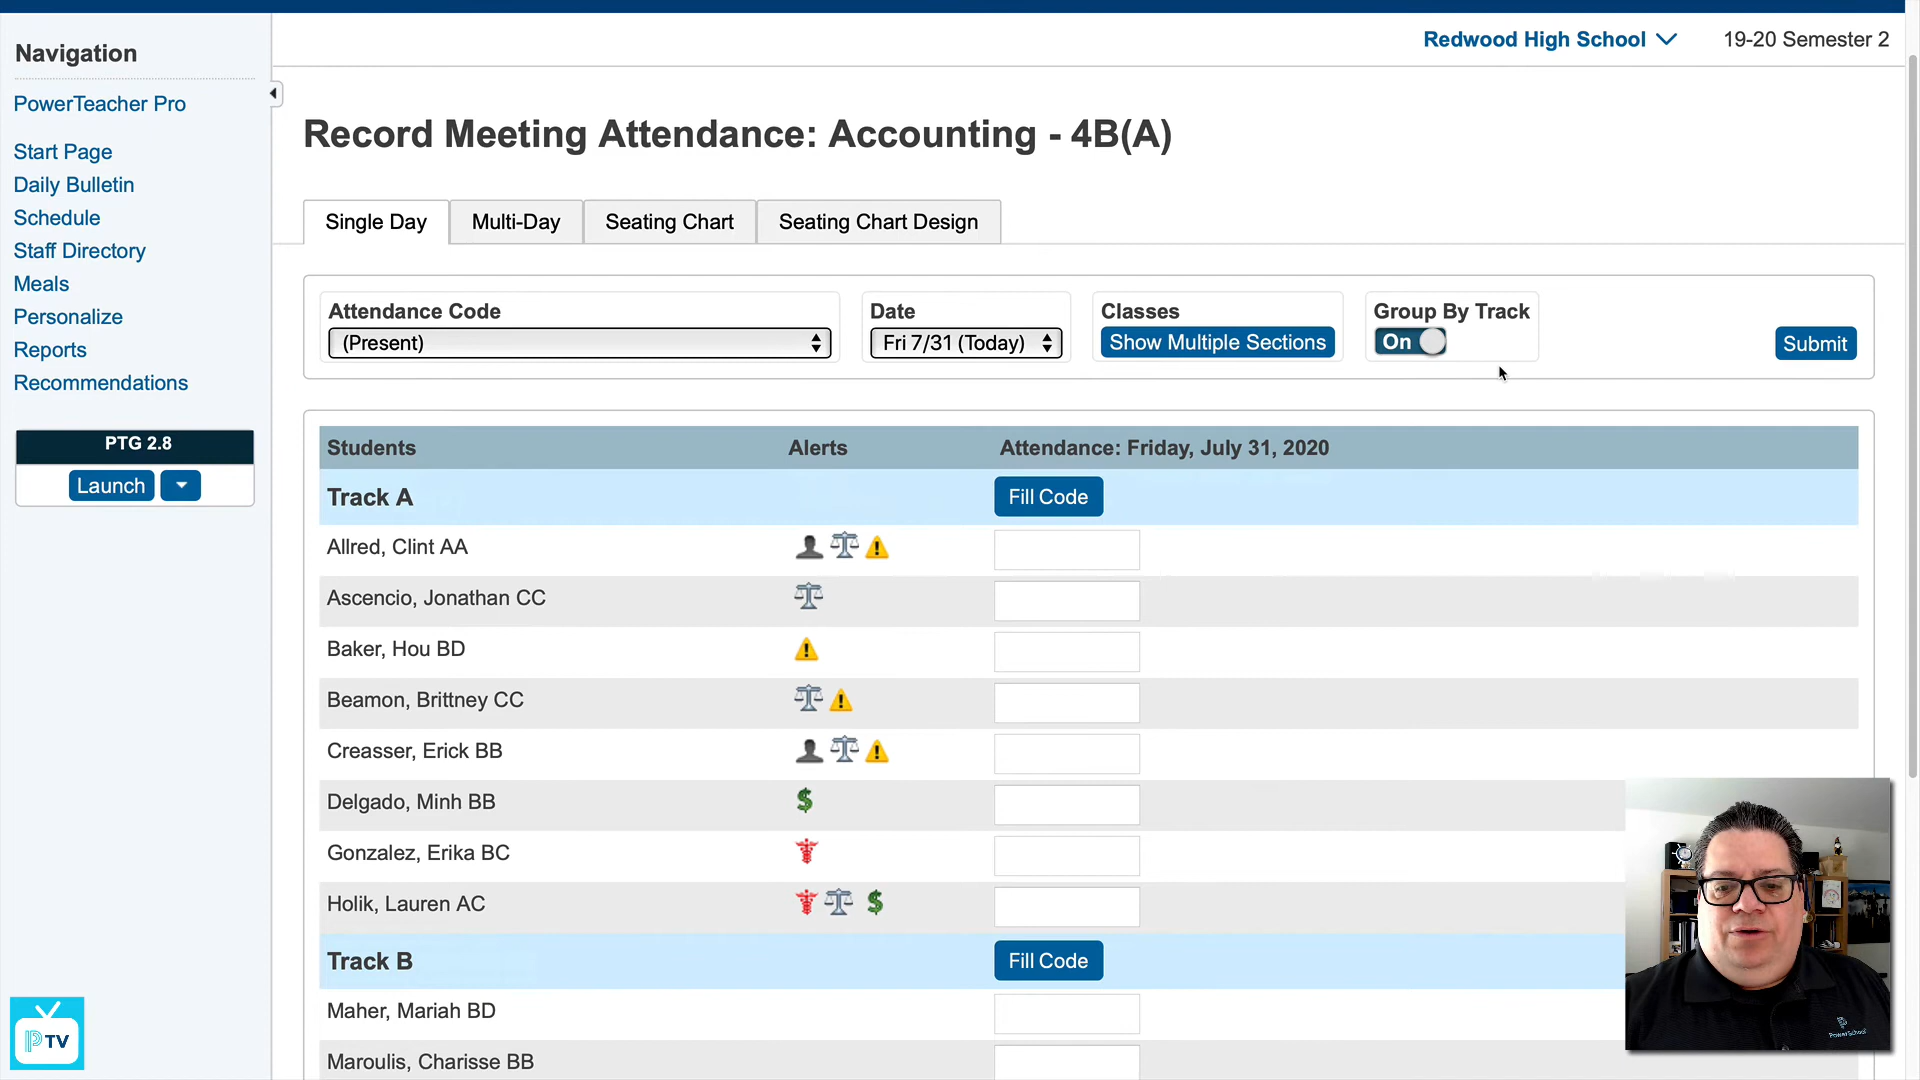 Redwood High School
19-20 Semester 2
Navigation
PowerTeacher Pro
Start Page
Daily Bulletin
Schedule
Staff Directory
Meals
Personalize
Reports
Recommendations
PTG 2.8
Launch
Record Meeting Attendance: Accounting - 4B(A)
Single Day
Multi-Day
Seating Chart
Seating Chart Design
Attendance Code
(Present)
Date
Fri 7/31 (Today)
Classes
Show Multiple Sections
Group By Track
On
Submit
Students
Alerts
Attendance: Friday, July 31, 2020
Track A
Fill Code
Allred, Clint AA
Ascencio, Jonathan CC
Baker, Hou BD
Beamon, Brittney CC
Creasser, Erick BB
Delgado, Minh BB
Gonzalez, Erika BC
Holik, Lauren AC
Track B
Fill Code
Maher, Mariah BD
Maroulis, Charisse BB
P TV
PowerSchool